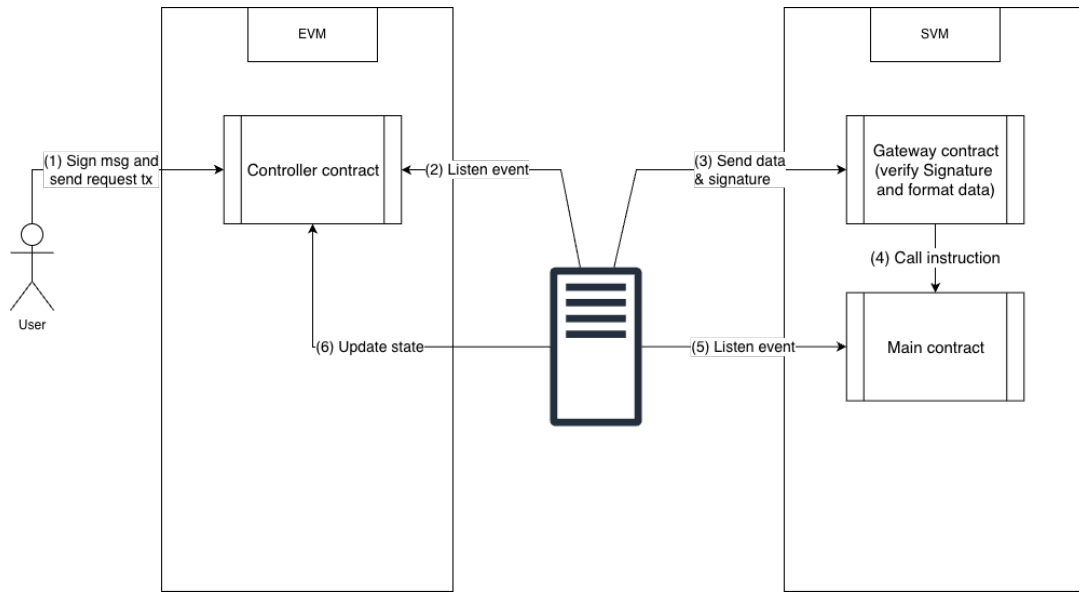 EVM
SVM
(1) Sign msg and
send request tx
Controller contract
(2) Listen event
(3) Send data
& signature
Gateway contract
(verify Signature
and format data)
(4) Call instruction
User
(6) Update state
(5) Listen event
Main contract